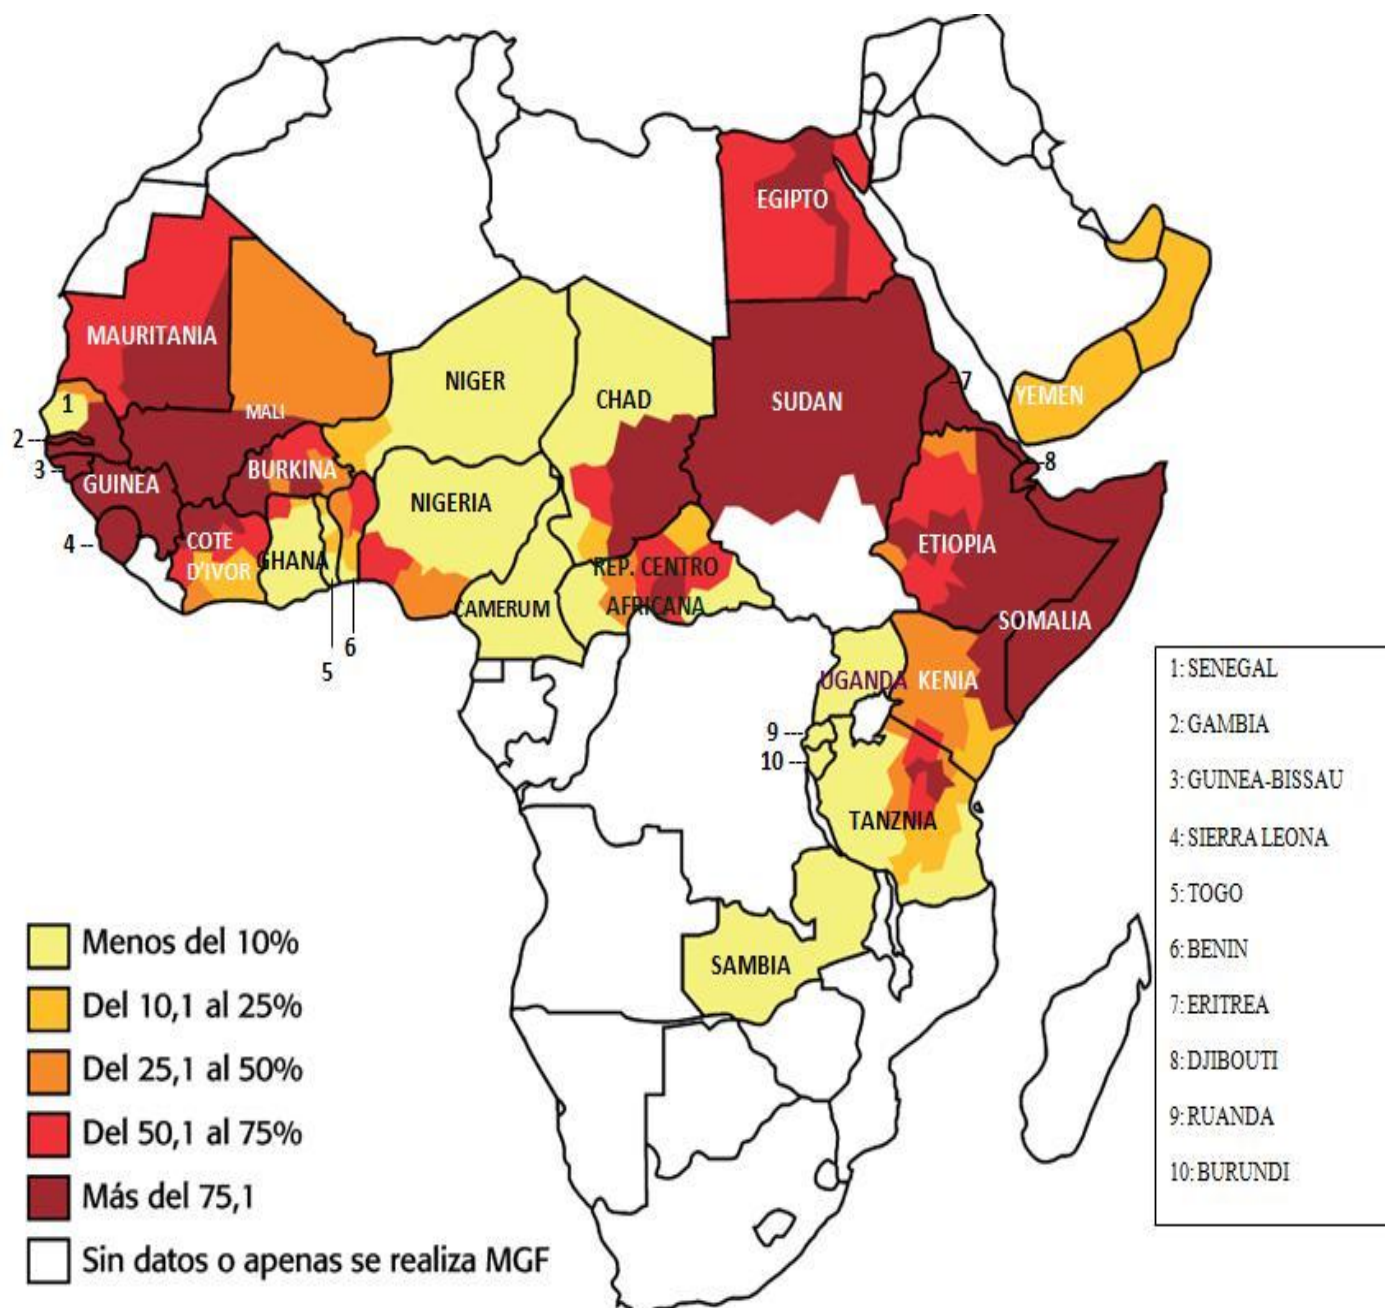 EGIPTO
MAURITANIA
NIGER
CHAD
SUDAN
7
YEMEN
1
MALI
2
BURKINA
8
3
GUINEA
NIGERIA
4
COTE
D'IVOR
GHANA
ETIOPIA
REP. CENTRO
AFRICANA
CAMERUM
SOMALIA
6
5
UGANDA
KENIA
9
10
TANZNIA
SAMBIA
1: SENEGAL
2: GAMBIA
3: GUINEA-BISSAU
4: SIERRA LEONA
5: TOGO
6: BENIN
7: ERITREA
8: DJIBOUTI
9: RUANDA
10: BURUNDI
Menos del 10%
Del 10,1 al 25%
Del 25,1 al 50%
Del 50,1 al 75%
Más del 75,1
Sin datos o apenas se realiza MGF